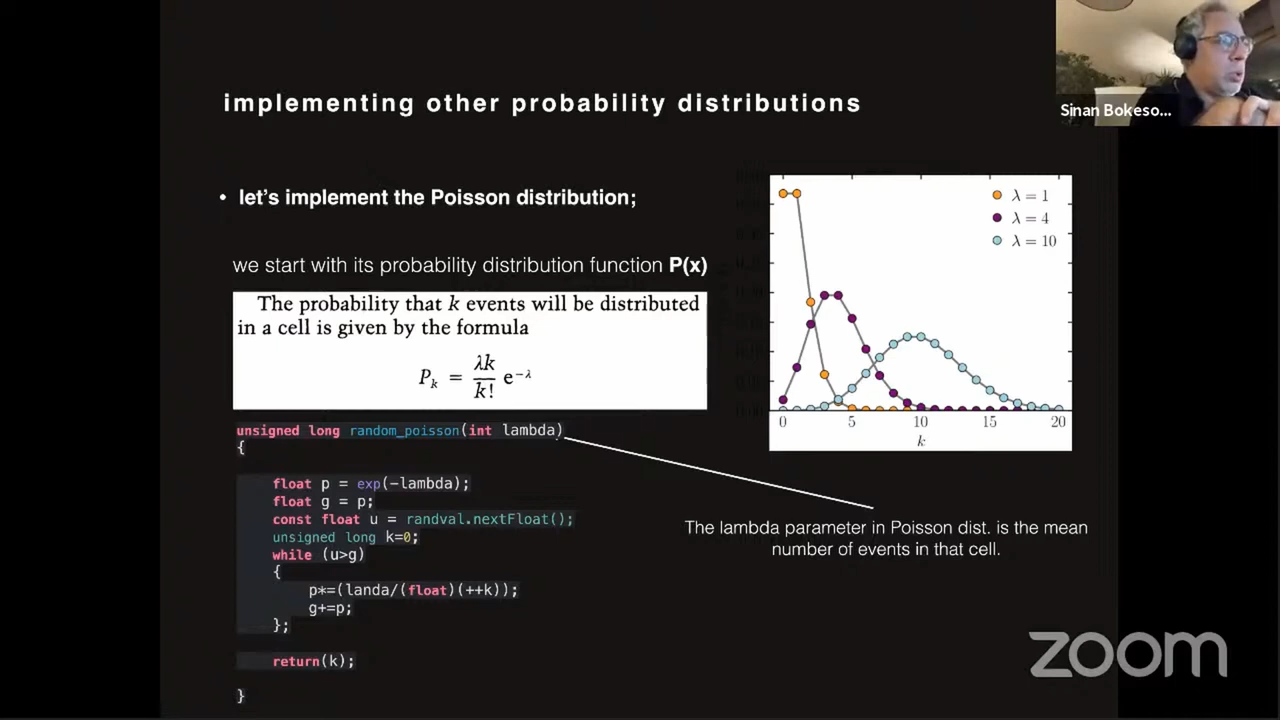 implementing other probability distributions
Sinan Bokeso...
• let's implement the Poisson distribution;
we start with its probability distribution function P(x)
The probability that k events will be distributed
in a cell is given by the formula
P_k = λk/k! e^−λ
unsigned long random_poisson(int lambda)
{
float p = exp(-lambda);
float g = p;
const float u = randval.nextFloat();
unsigned long k=0;
while (u>g)
{
p*=(landa/(float)(++k));
g+=p;
};
return(k);
}
λ = 1
λ = 4
λ = 10
0 5 10 15 20
k
The lambda parameter in Poisson dist. is the mean
number of events in that cell.
zoom